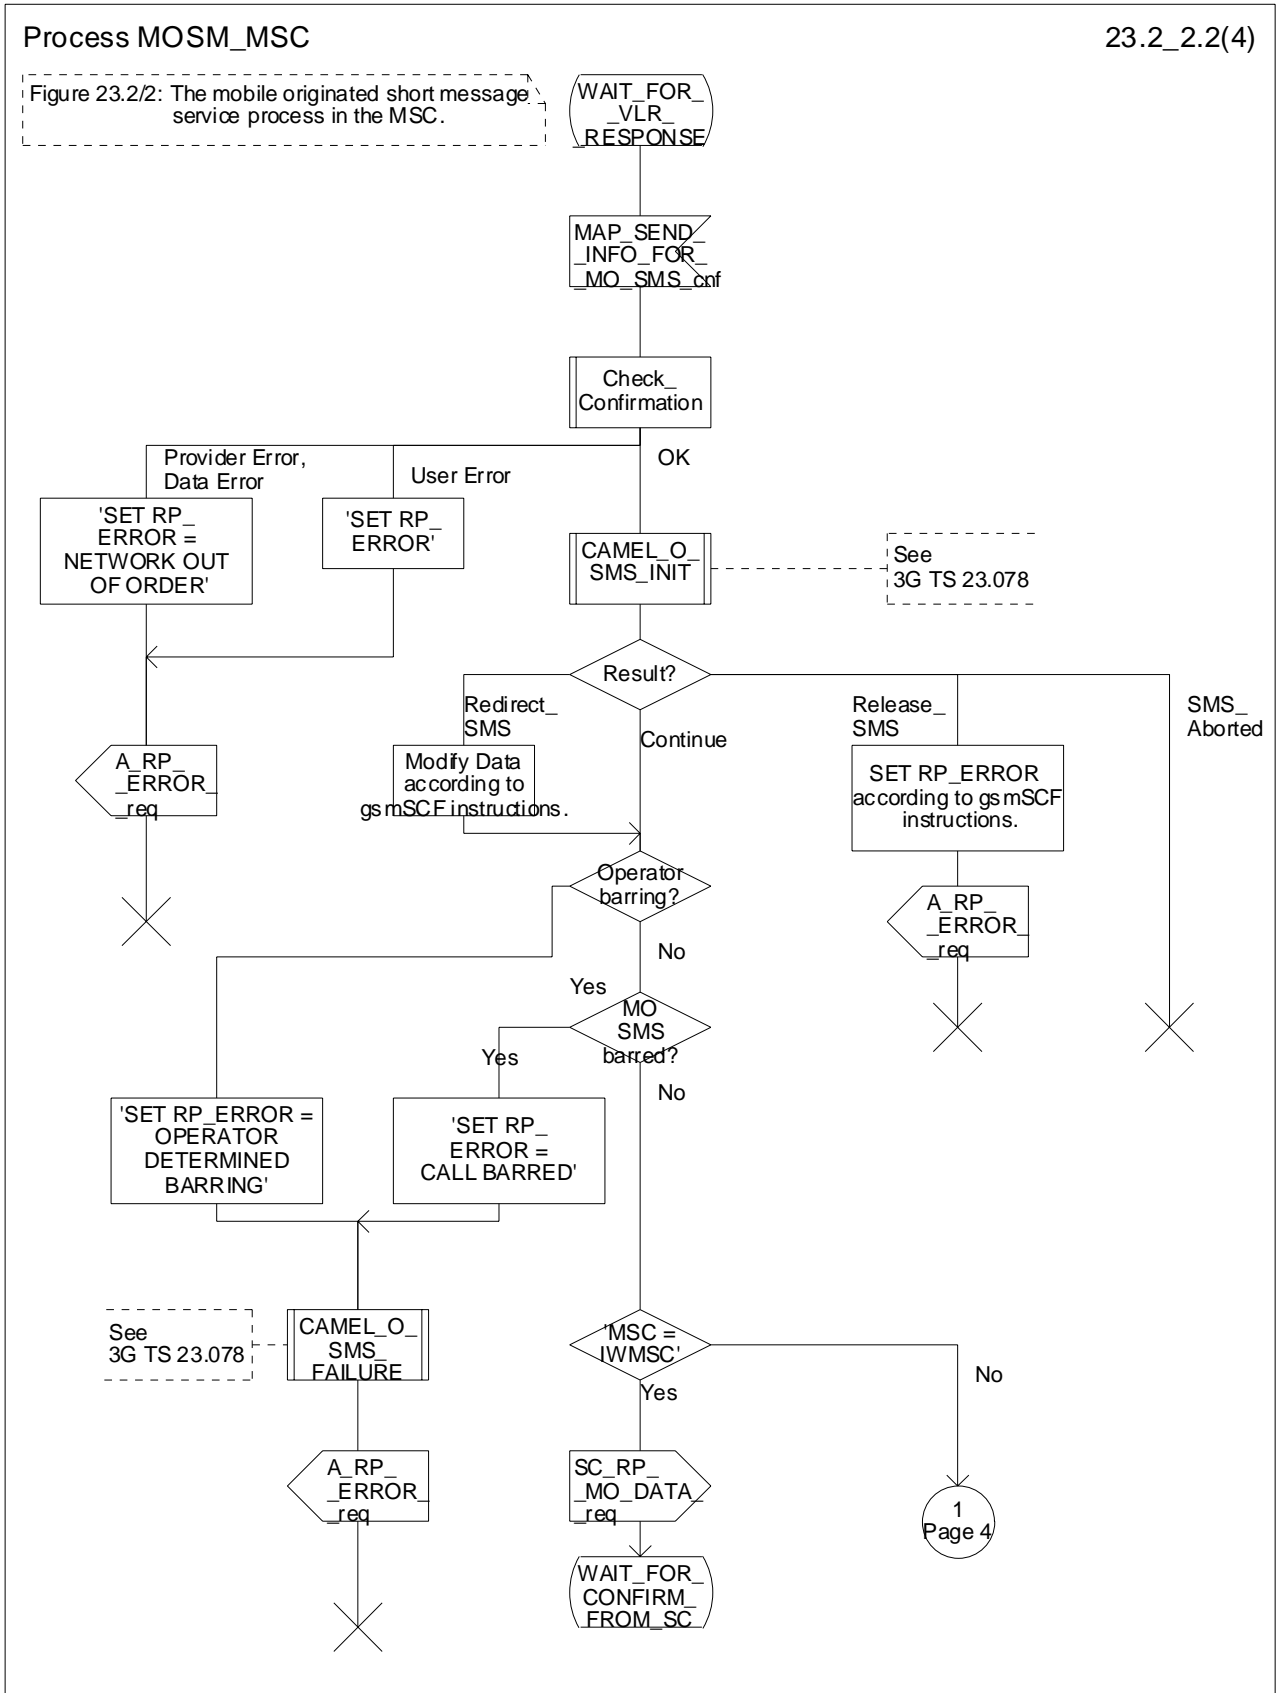 Process MOSM_MSC
23.2_2.2(4)
Figure 23.2/2: The mobile originated short message
service process in the MSC.
WAIT_FOR_
_VLR_
_RESPONSE
MAP_SEND_
_INFO_FOR_
_MO_SMS_cnf
Check_
Confirmation
Provider Error,
Data Error
User Error
OK
'SET RP_
ERROR =
NETWORK OUT
OF ORDER'
'SET RP_
ERROR'
CAMEL_O_
SMS_INIT
See
3G TS 23.078
Result?
Redirect_
SMS
Continue
Release_
SMS
SMS_
Aborted
A_RP_
_ERROR_
_req
Modify Data
according to
gsmSCF instructions.
SET RP_ERROR
according to gsmSCF
instructions.
Operator
barring?
A_RP_
_ERROR_
_req
No
Yes
MO
SMS
barred?
Yes
No
'SET RP_ERROR =
OPERATOR
DETERMINED
BARRING'
'SET RP_
ERROR =
CALL BARRED'
See
3G TS 23.078
CAMEL_O_
SMS_
FAILURE
'MSC =
IWMSC'
No
Yes
A_RP_
_ERROR_
_req
SC_RP_
_MO_DATA_
_req
1
Page 4
WAIT_FOR_
CONFIRM_
FROM_SC